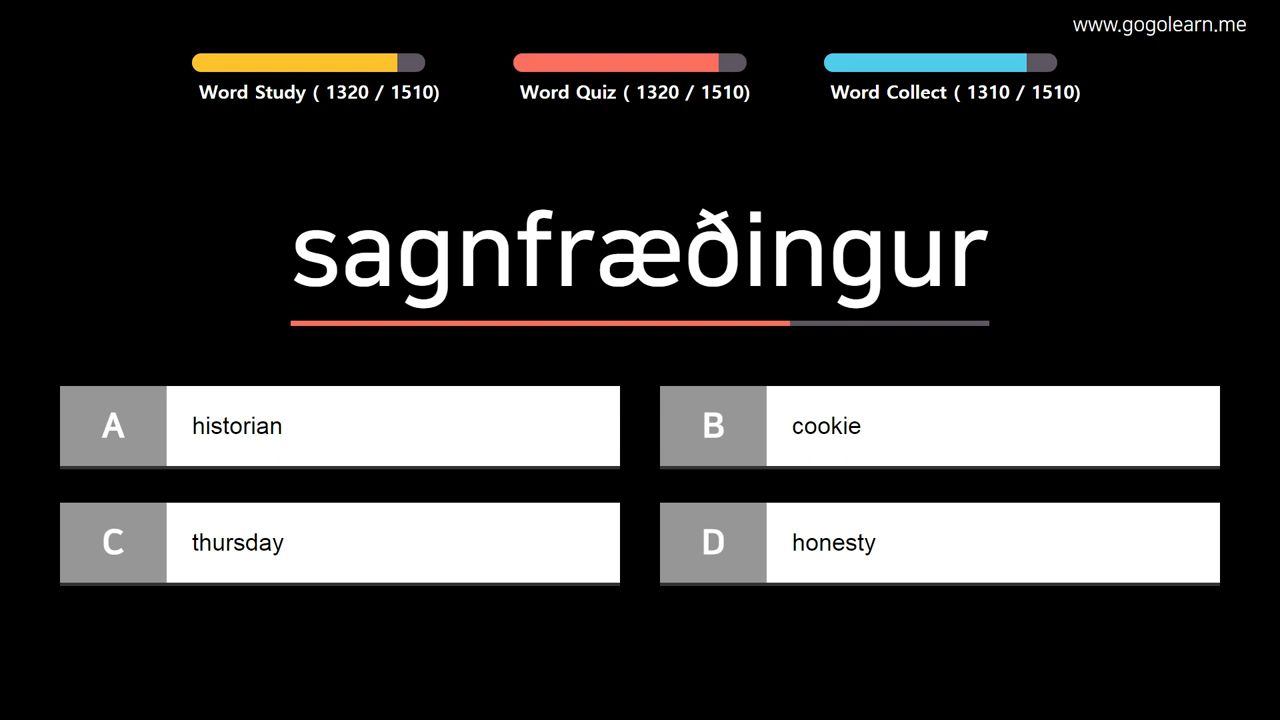 www.gogolearn.me
Word Study ( 1320 / 1510)
Word Quiz ( 1320 / 1510)
Word Collect ( 1310 / 1510)
sagnfræðingur
A historian
B cookie
C thursday
D honesty